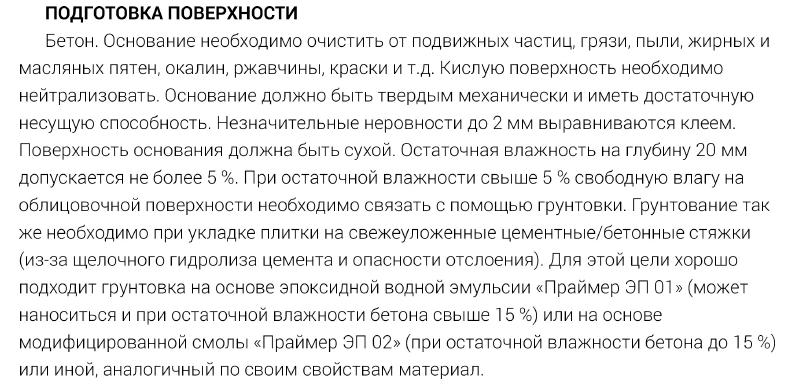 ПОДГОТОВКА ПОВЕРХНОСТИ
Бетон. Основание необходимо очистить от подвижных частиц, грязи, пыли, жирных и
масляных пятен, окалин, ржавчины, краски и т.д. Кислую поверхность необходимо
нейтрализовать. Основание должно быть твердым механически и иметь достаточную
несущую способность. Незначительные неровности до 2 мм выравниваются клеем.
Поверхность основания должна быть сухой. Остаточная влажность на глубину 20 мм
допускается не более 5 %. При остаточной влажности свыше 5 % свободную влагу на
облицовочной поверхности необходимо связать с помощью грунтовки. Грунтование так
же необходимо при укладке плитки на свежеуложенные цементные/бетонные стяжки
(из-за щелочного гидролиза цемента и опасности отслоения). Для этой цели хорошо
подходит грунтовка на основе эпоксидной водной эмульсии «Праймер ЭП 01» (может
наноситься и при остаточной влажности бетона свыше 15 %) или на основе
модифицированной смолы «Праймер ЭП 02» (при остаточной влажности бетона до 15 %)
или иной, аналогичный по своим свойствам материал.